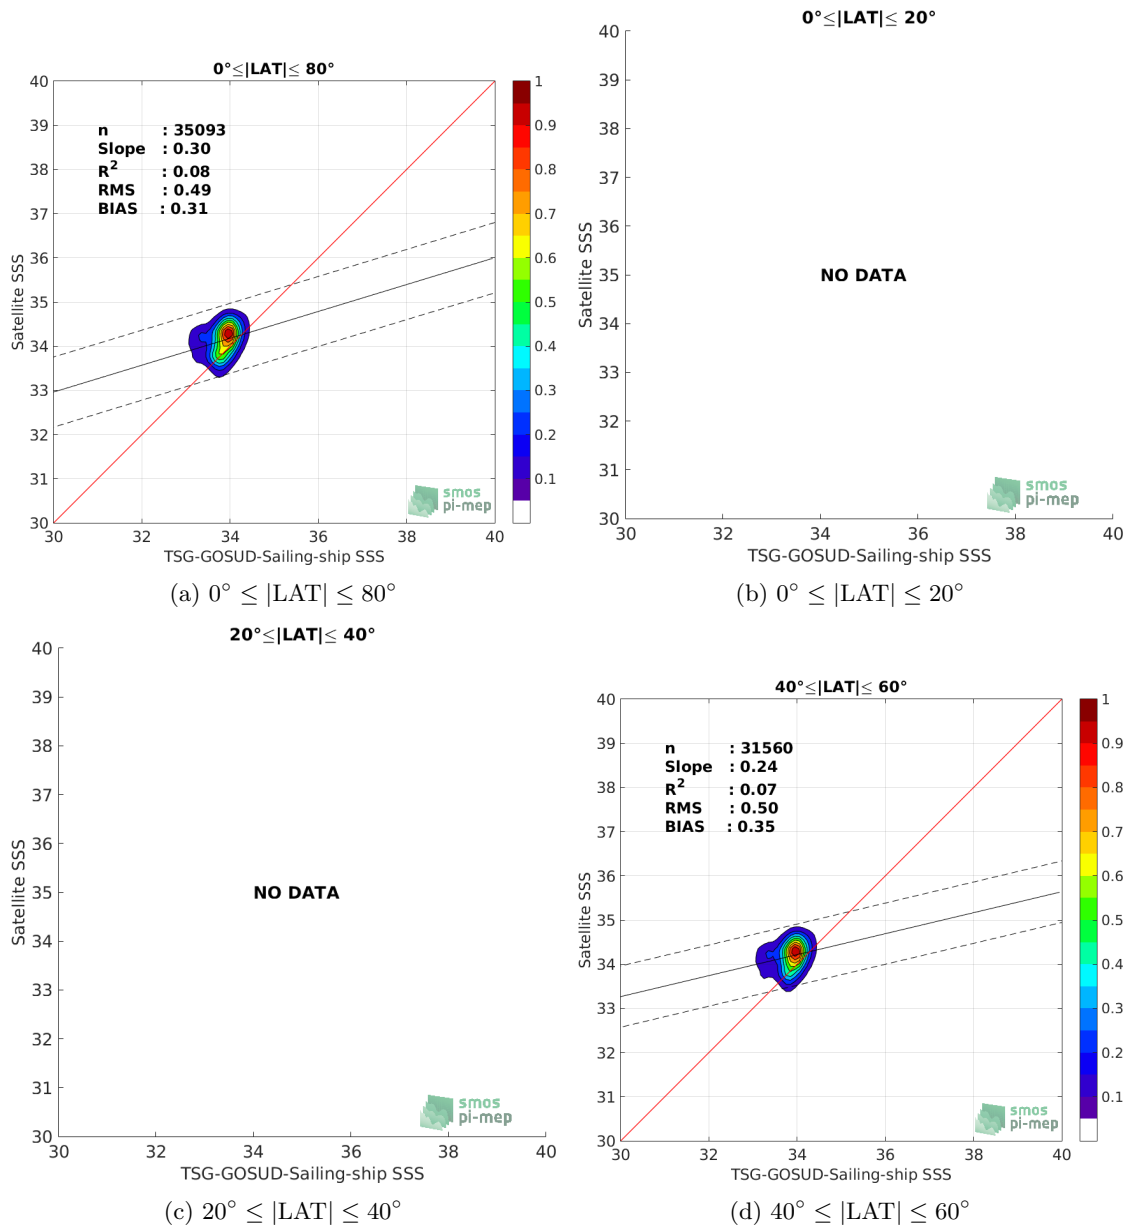 0°≤|LAT|≤ 80°
40
39
38
37
36
35
34
33
32
31
30
Satellite SSS
n : 35093
Slope : 0.30
R² : 0.08
RMS : 0.49
BIAS : 0.31
smos
pi-mep
30 32 34 36 38 40
TSG-GOSUD-Sailing-ship SSS
1
0.9
0.8
0.7
0.6
0.5
0.4
0.3
0.2
0.1
(a) 0° ≤ |LAT| ≤ 80°
0°≤|LAT|≤ 20°
40
39
38
37
36
35
34
33
32
31
30
Satellite SSS
NO DATA
smos
pi-mep
30 32 34 36 38 40
TSG-GOSUD-Sailing-ship SSS
(b) 0° ≤ |LAT| ≤ 20°
20°≤|LAT|≤ 40°
40
39
38
37
36
35
34
33
32
31
30
Satellite SSS
NO DATA
smos
pi-mep
30 32 34 36 38 40
TSG-GOSUD-Sailing-ship SSS
(c) 20° ≤ |LAT| ≤ 40°
40°≤|LAT|≤ 60°
40
39
38
37
36
35
34
33
32
31
30
Satellite SSS
n : 31560
Slope : 0.24
R² : 0.07
RMS : 0.50
BIAS : 0.35
smos
pi-mep
30 32 34 36 38 40
TSG-GOSUD-Sailing-ship SSS
1
0.9
0.8
0.7
0.6
0.5
0.4
0.3
0.2
0.1
(d) 40° ≤ |LAT| ≤ 60°